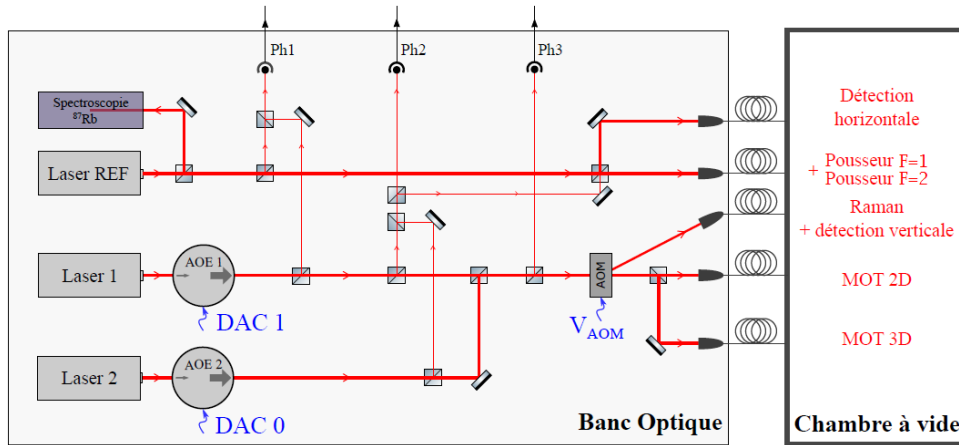 Ph1
Ph2
Ph3
Spectroscopie
⁸⁷Rb
Laser REF
Laser 1
AOE 1
DAC 1
Laser 2
AOE 2
DAC 0
AOM
V_AOM
Banc Optique
Détection
horizontale
+ Pousseur F=1
Pousseur F=2
Raman
+ détection verticale
MOT 2D
MOT 3D
Chambre à vide